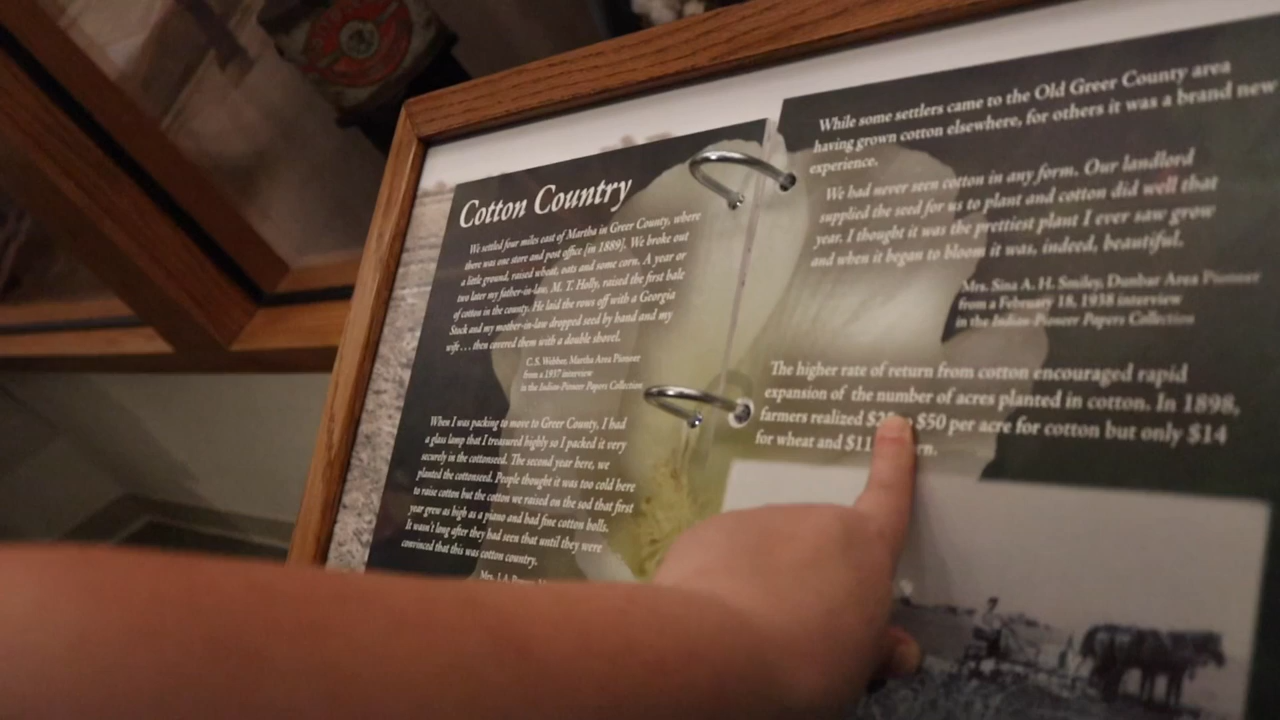 Cotton Country
We settled four miles east of Martha in Greer County, where
there was one store and post office [in 1889]. We broke out
a little ground, raised wheat, oats and some corn. A year or
two later my father-in-law, M. T. Holly, raised the first bale
of cotton in the county. He laid the rows off with a Georgia
Stock and my mother-in-law dropped seed by hand and my
wife . . . then covered them with a double shovel.
C. S. Webber, Martha Area Pioneer
from a 1937 interview
in the Indian-Pioneer Papers Collection
When I was packing to move to Greer County, I had
a glass lamp that I treasured highly so I packed it very
securely in the cottonseed. The second year here, we
planted the cottonseed. People thought it was too cold here
to raise cotton but the cotton we raised on the sod that first
year grew as high as a piano and had fine cotton bolls.
It wasn't long after they had seen that until they were
convinced that this was cotton country.
Mrs. J. A.
While some settlers came to the Old Greer County area
having grown cotton elsewhere, for others it was a brand new
experience.
We had never seen cotton in any form. Our landlord
supplied the seed for us to plant and cotton did well that
year. I thought it was the prettiest plant I ever saw grow
and when it began to bloom it was, indeed, beautiful.
Mrs. Sina A. H. Smiley, Dunbar Area Pioneer
from a February 18, 1938 interview
in the Indian-Pioneer Papers Collection
The higher rate of return from cotton encouraged rapid
expansion of the number of acres planted in cotton. In 1898,
farmers realized $50 per acre for cotton but only $14
for wheat and $11